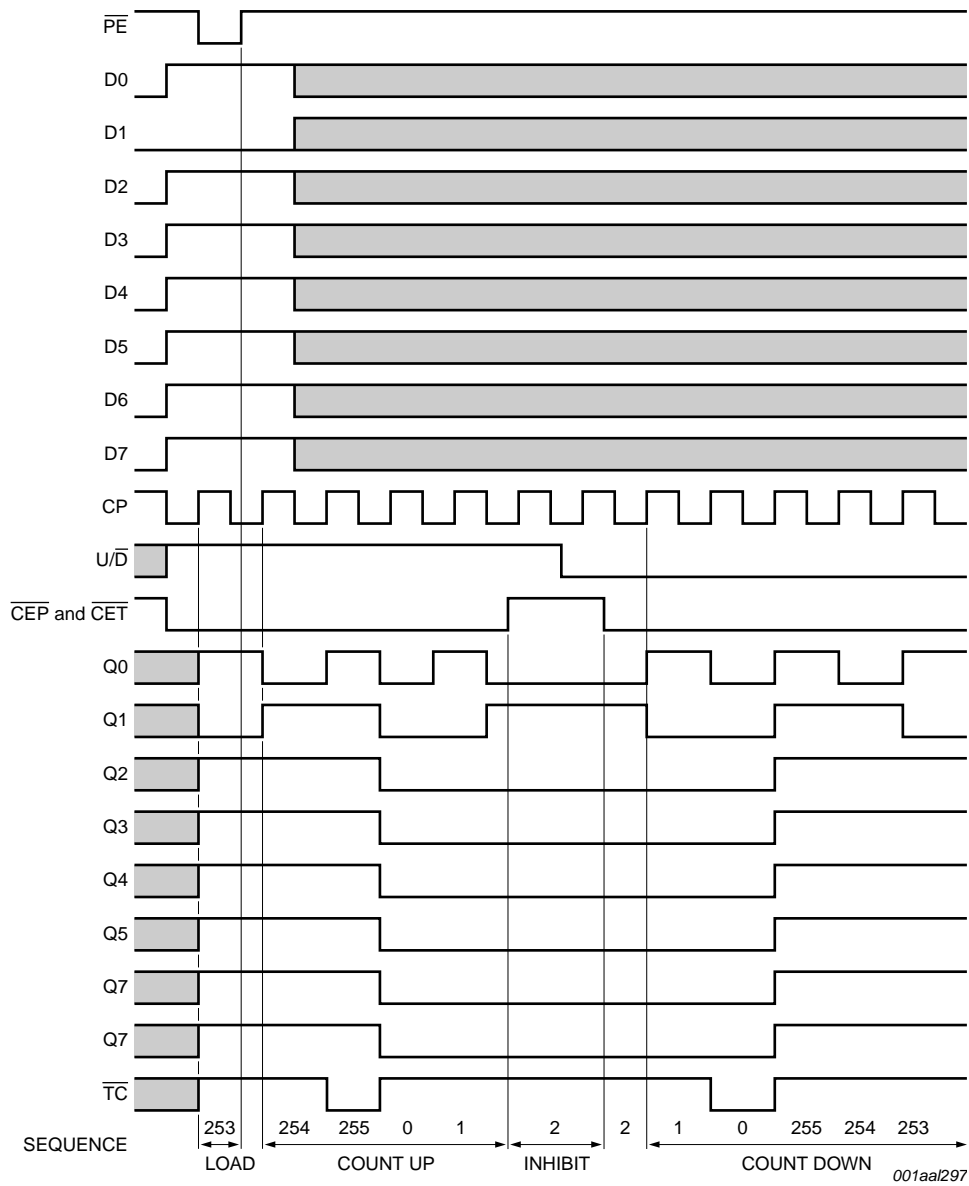 PE
D0
D1
D2
D3
D4
D5
D6
D7
CP
U/D
CEP and CET
Q0
Q1
Q2
Q3
Q4
Q5
Q7
Q7
TC
SEQUENCE 253 254 255 0 1 2 2 1 0 255 254 253
LOAD COUNT UP INHIBIT COUNT DOWN
001aal297